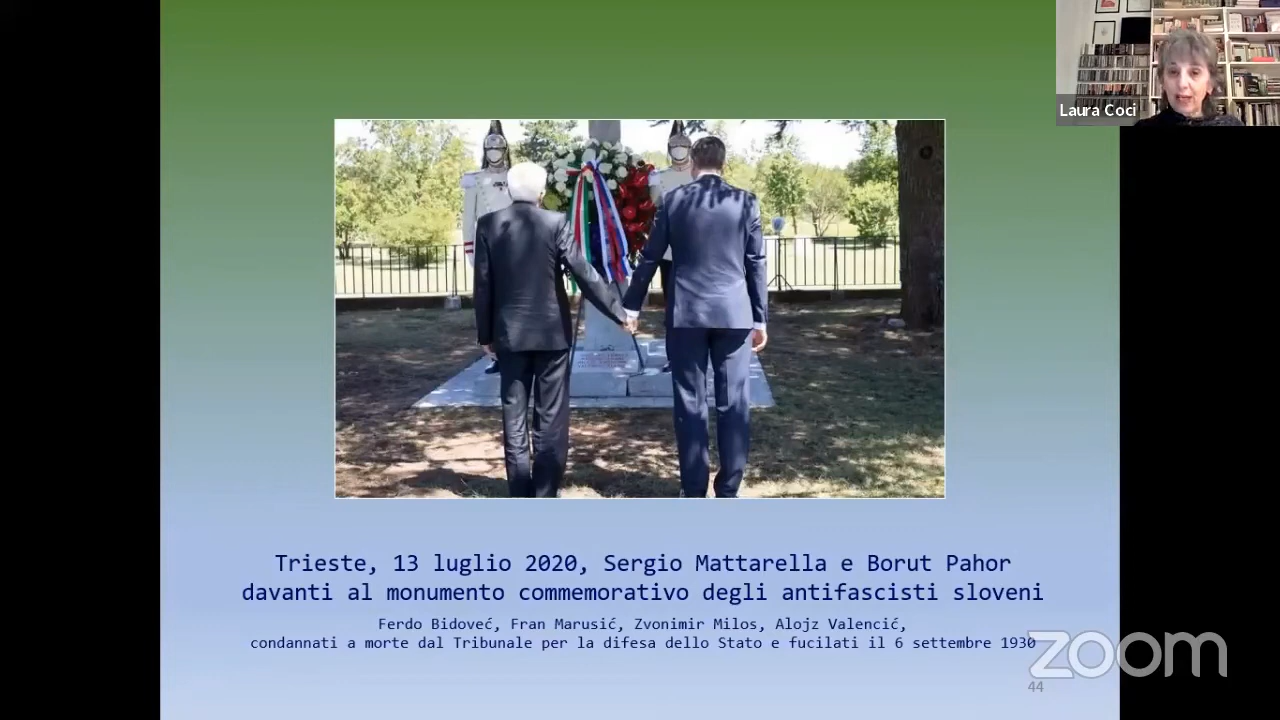 Laura Coci
Trieste, 13 luglio 2020, Sergio Mattarella e Borut Pahor
davanti al monumento commemorativo degli antifascisti sloveni
Ferdo Bidoveć, Fran Marusić, Zvonimir Milos, Alojz Valencić,
condannati a morte dal Tribunale per la difesa dello Stato e fucilati il 6 settembre 1930
zoom
44